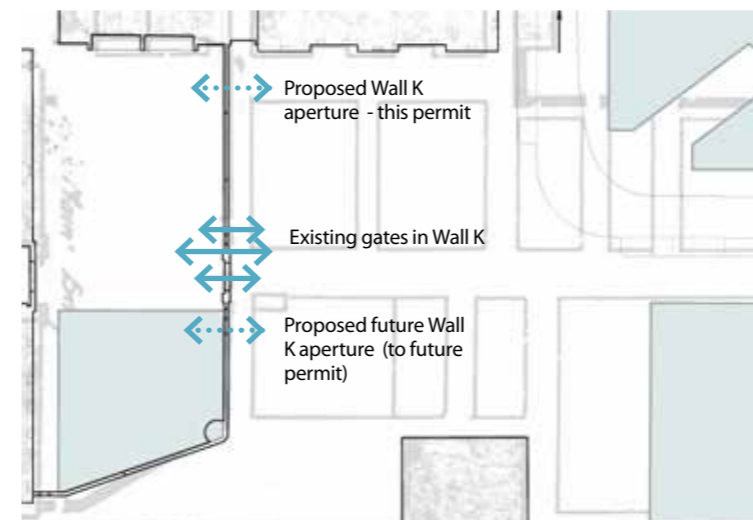 Proposed Wall K
aperture - this permit
Existing gates in Wall K
Proposed future Wall
K aperture (to future
permit)